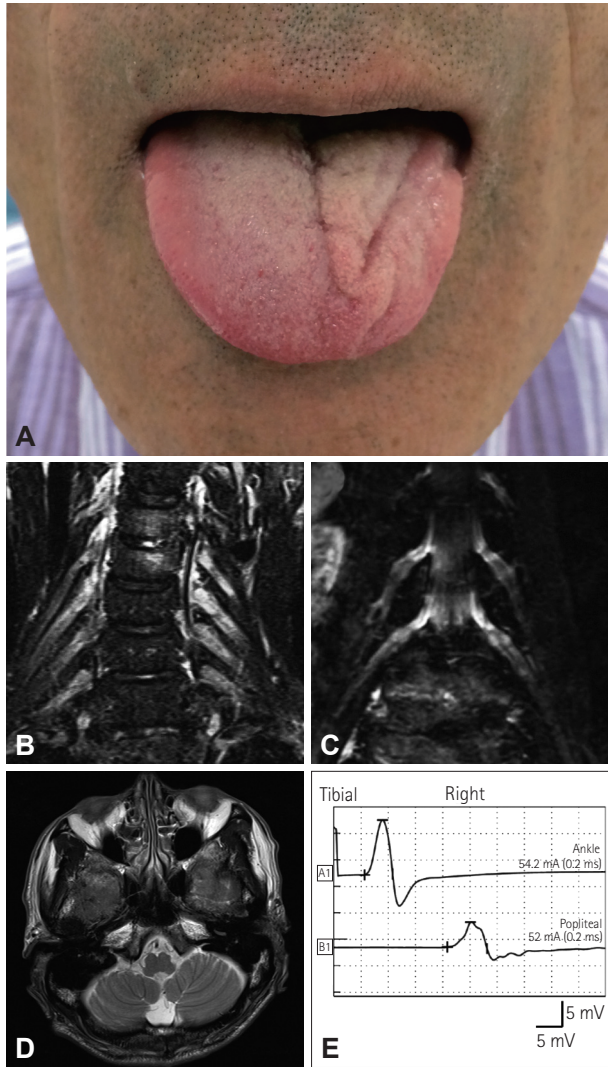 A
B
C
D
E
Tibial
Right
Ankle
54.2 mA (0.2 ms)
A1
Popliteal
52 mA (0.2 ms)
B1
5 mV
5 mV